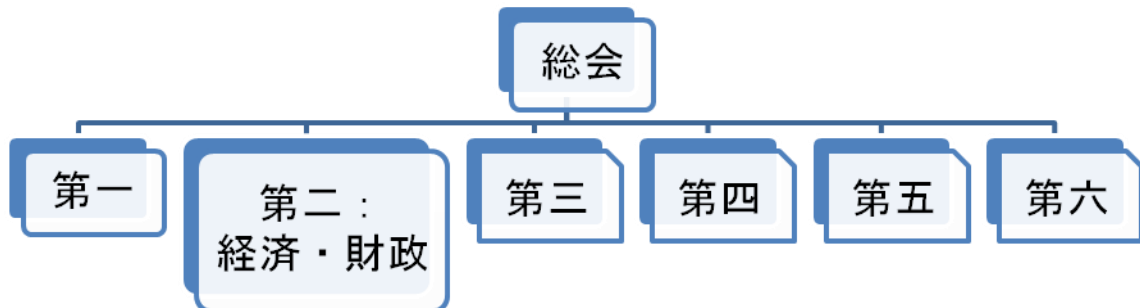 総会
第一
第二：
経済・財政
第三
第四
第五
第六